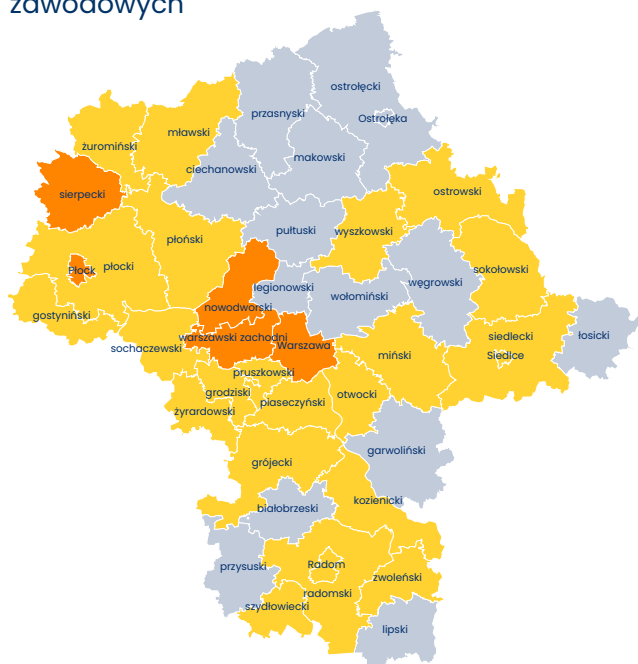 zawodowych
ostrołęcki
przasnyski
Ostrołęka
mławski
żuromiński
makowski
ciechanowski
ostrowski
sierpecki
pułtuski
wyszkowski
płoński
płocki
Płock
sokołowski
węgrowski
legionowski
wołomiński
nowodworski
gostyniński
siedlecki
łosicki
warszawski zachodni
Warszawa
sochaczewski
miński
Siedlce
pruszkowski
grodziski
otwocki
piaseczyński
żyrardowski
garwoliński
grójecki
kozienicki
białobrzeski
przysuski
Radom
zwoleński
radomski
szydłowiecki
lipski